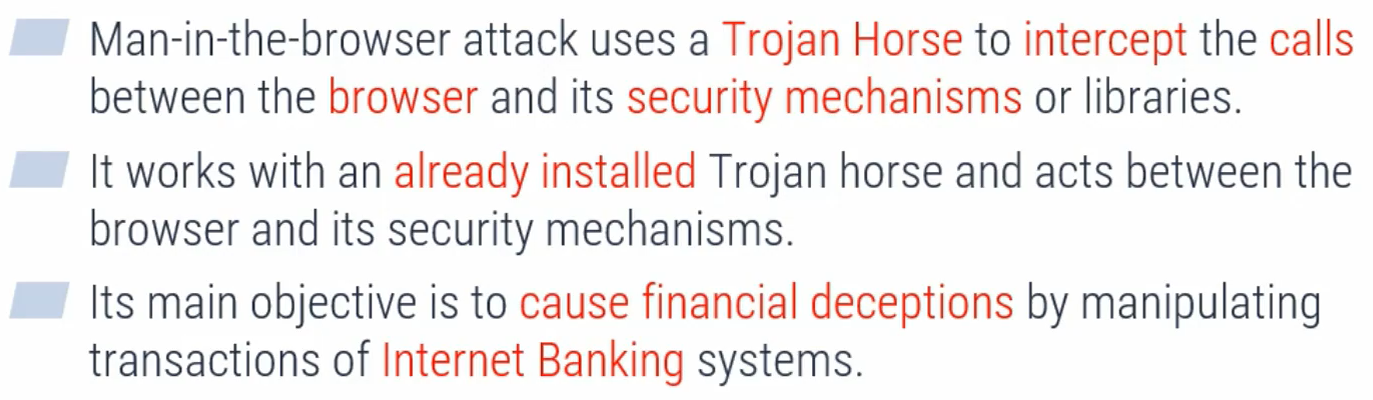 Man-in-the-browser attack uses a Trojan Horse to intercept the calls
between the browser and its security mechanisms or libraries.
It works with an already installed Trojan horse and acts between the
browser and its security mechanisms.
Its main objective is to cause financial deceptions by manipulating
transactions of Internet Banking systems.